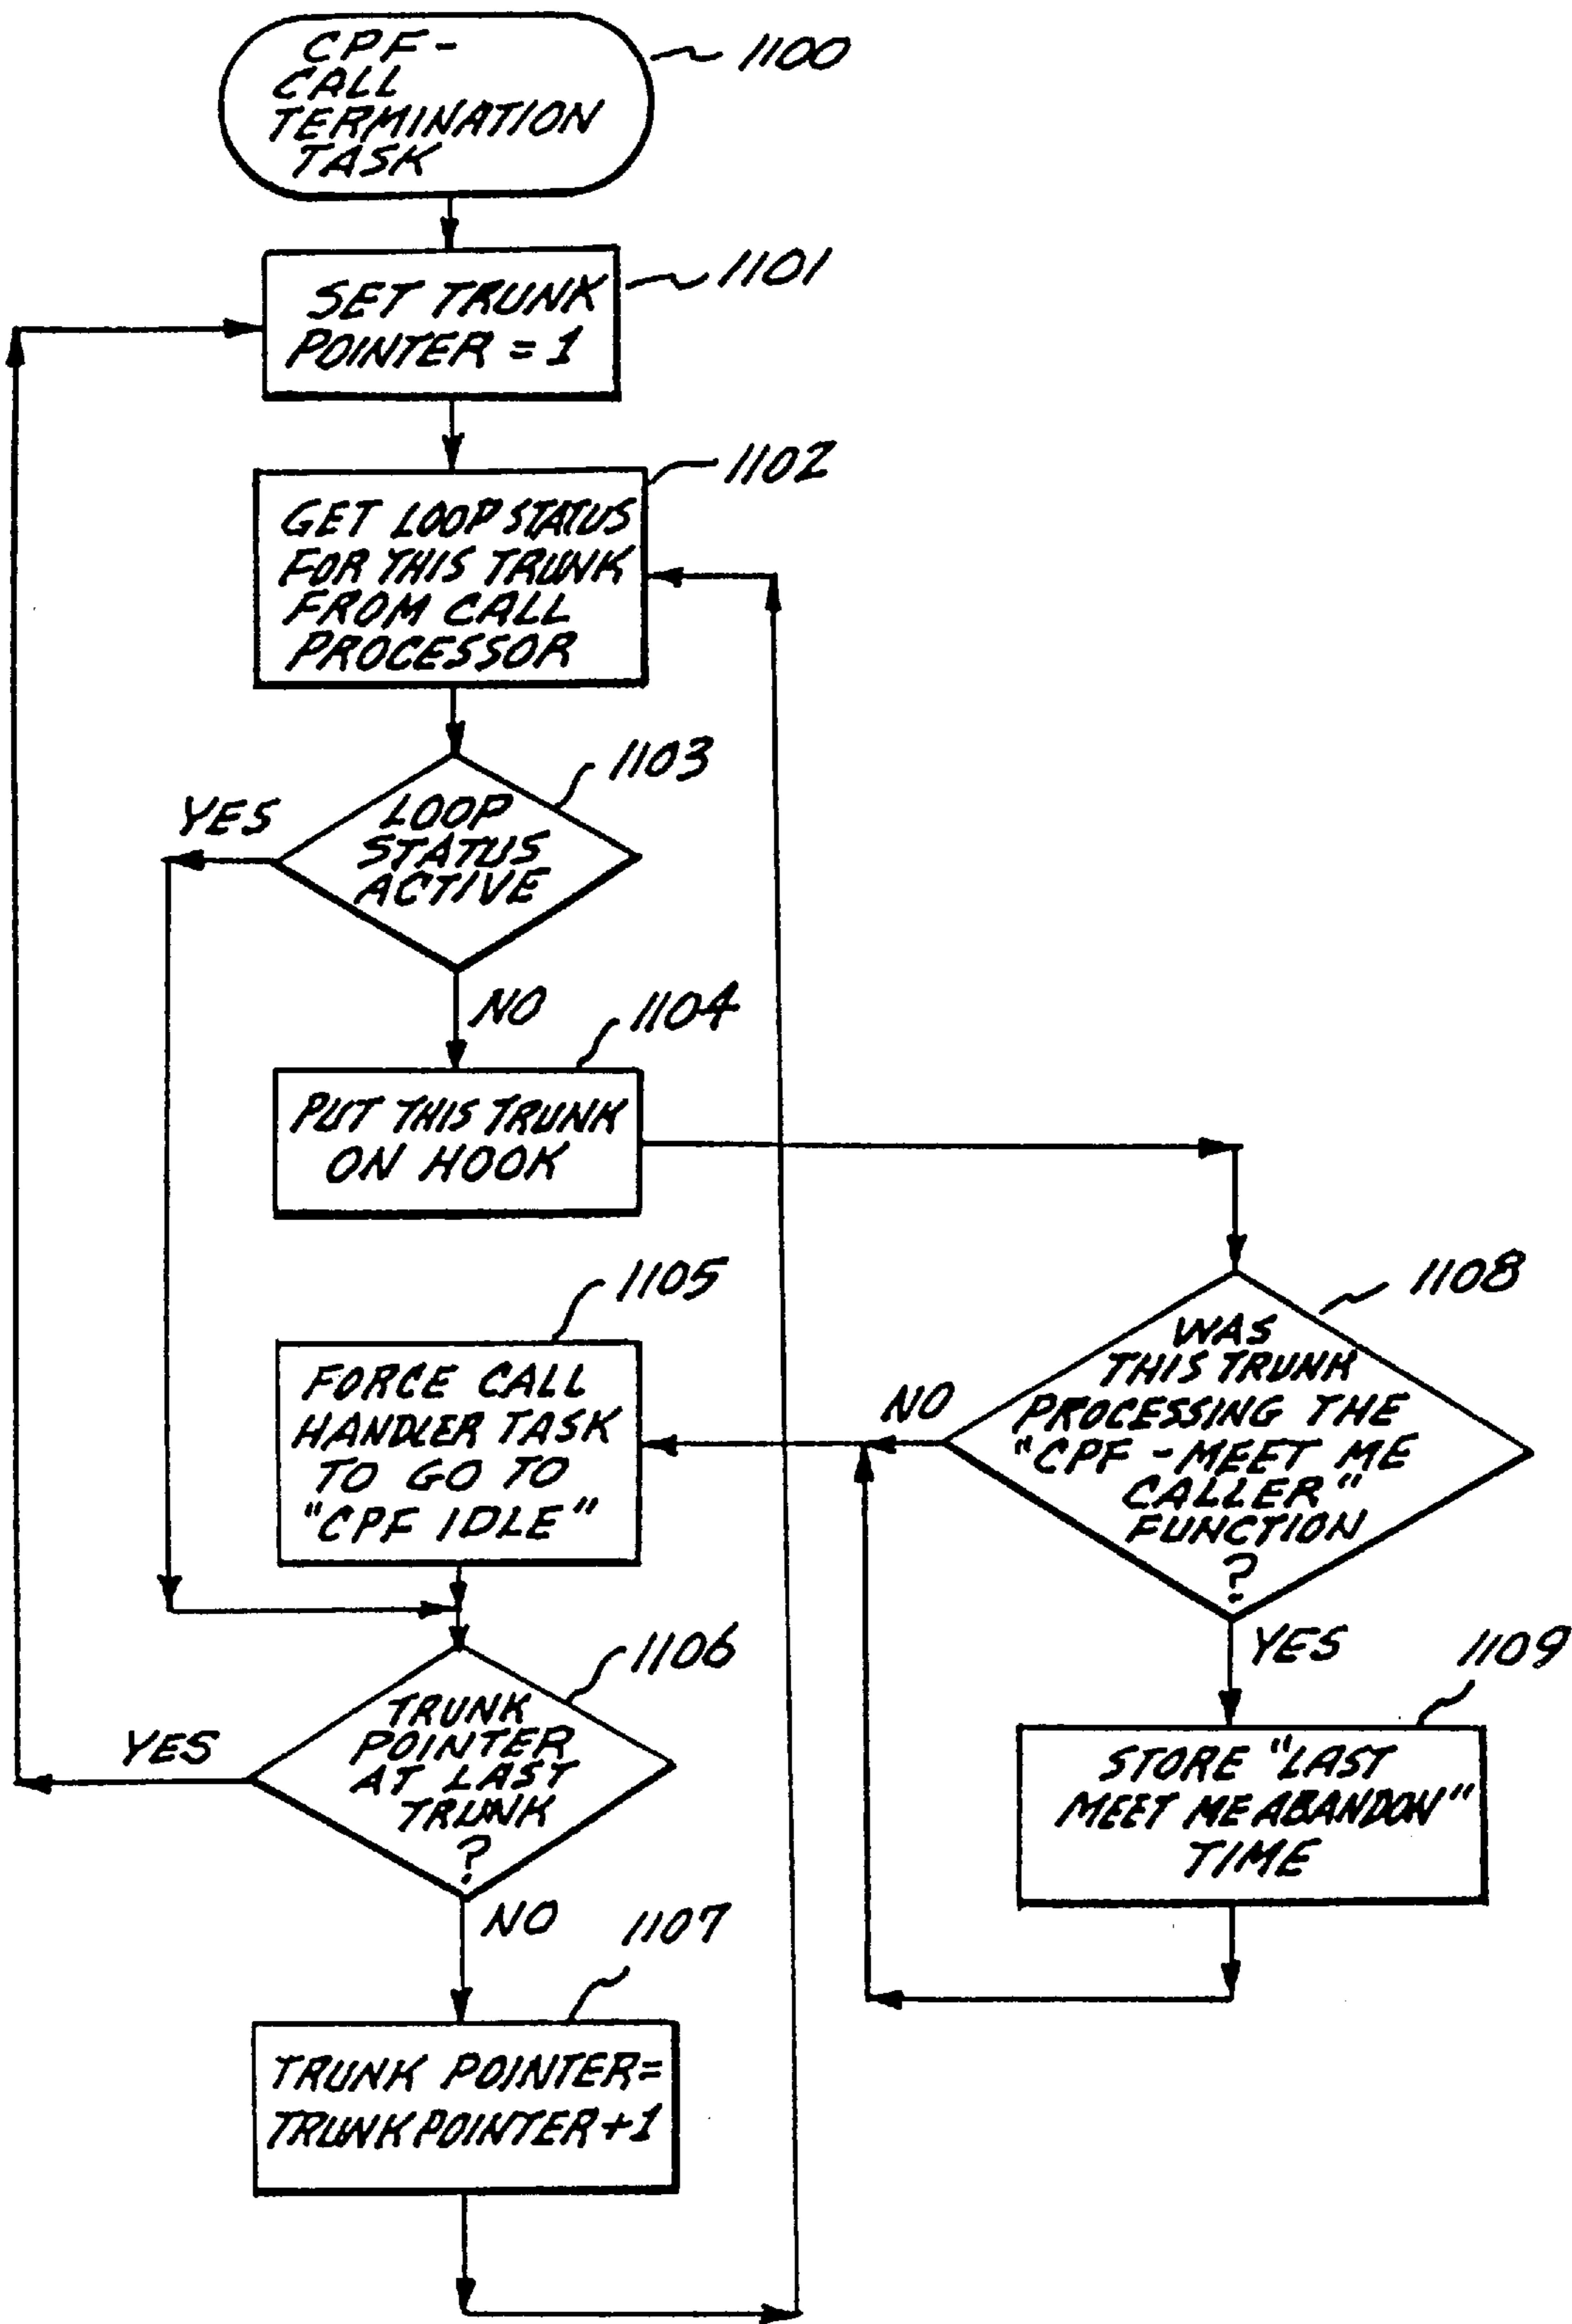 CPF-
CALL
TERMINATION
TASK
1100
SET TRUNK
POINTER = 1
1101
GET LOOP STATUS
FOR THIS TRUNK
FROM CALL
PROCESSOR
1102
LOOP
STATUS
ACTIVE
1103
YES
NO
PUT THIS TRUNK
ON HOOK
1104
FORCE CALL
HANDLER TASK
TO GO TO
"CPF IDLE"
1105
WAS
THIS TRUNK
PROCESSING THE
"CPF - MEET ME
CALLER"
FUNCTION
?
1108
NO
YES
STORE "LAST
MEET ME ABANDON"
TIME
1109
TRUNK
POINTER
AT LAST
TRUNK
?
1106
YES
NO
TRUNK POINTER=
TRUNK POINTER+1
1107